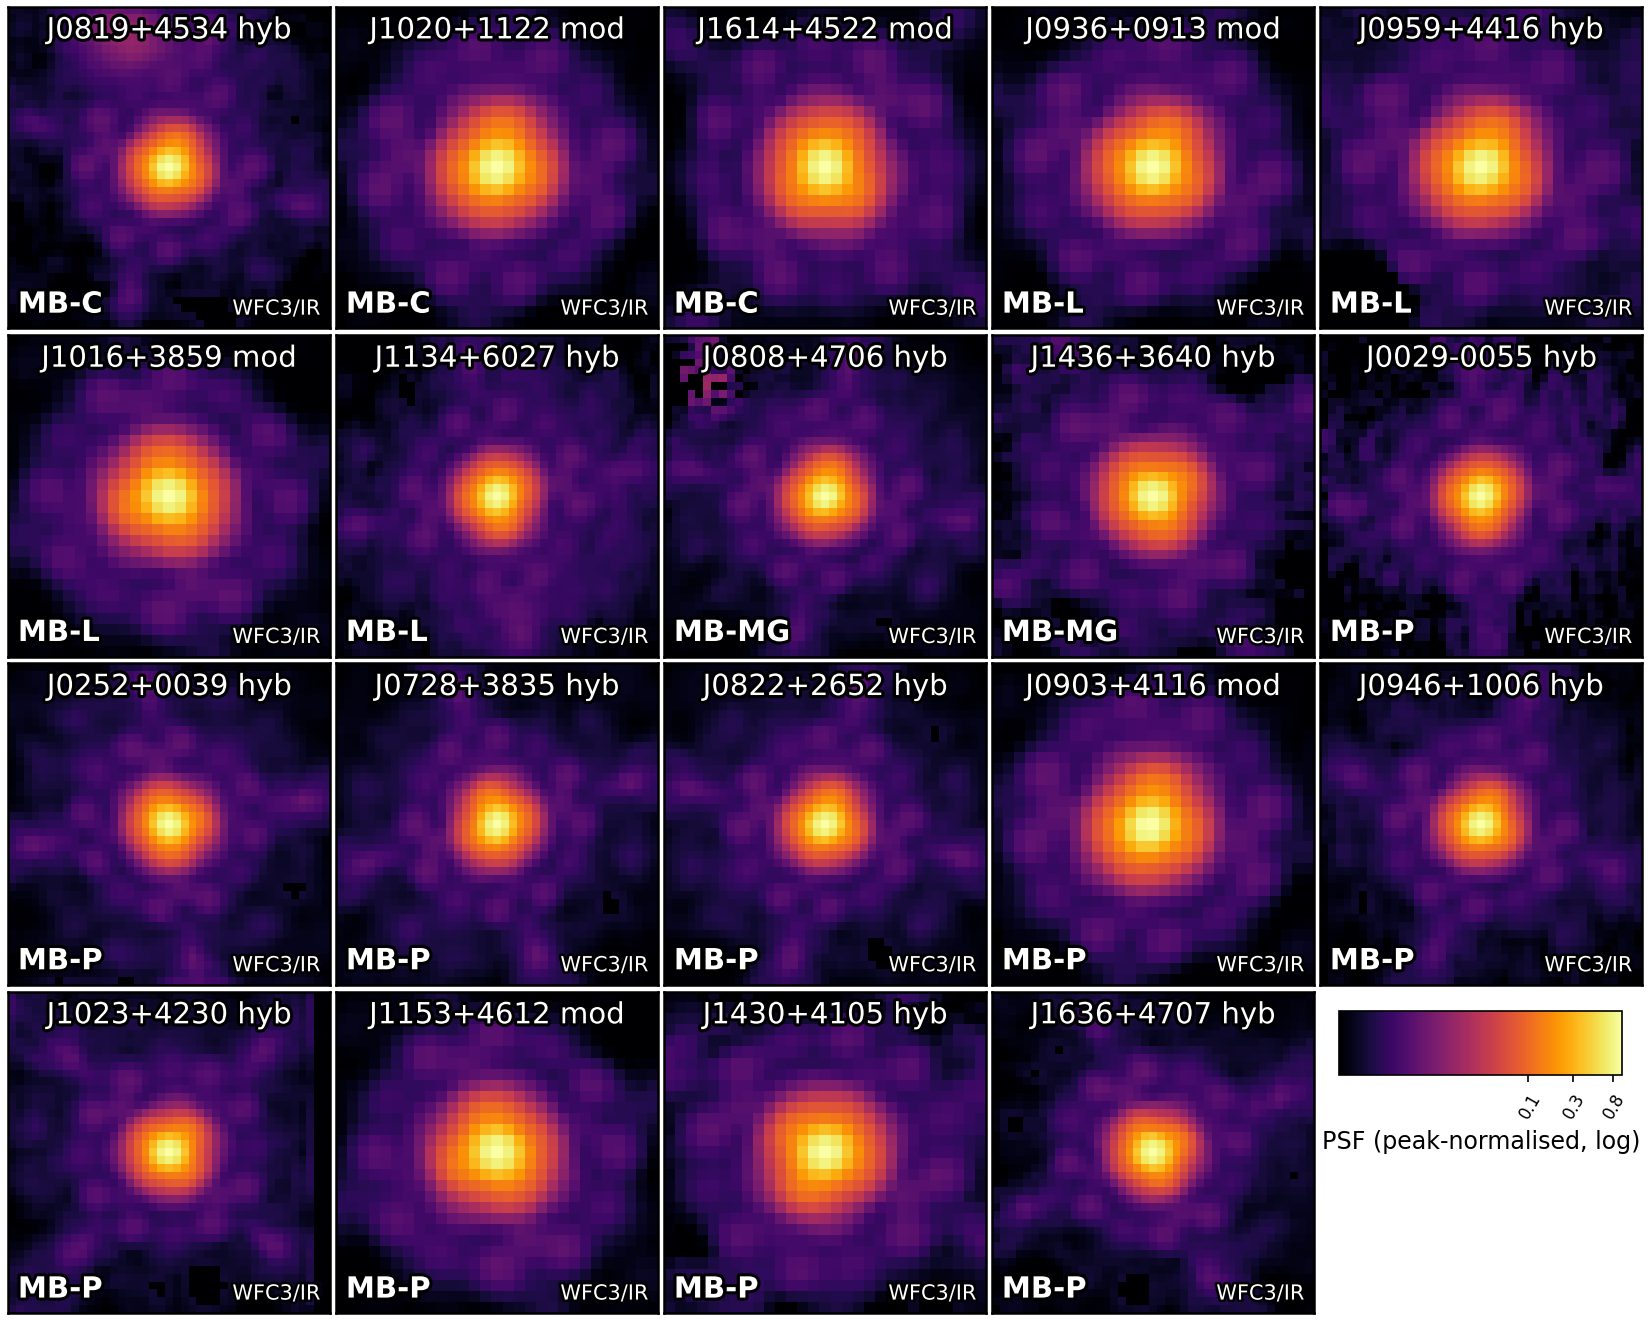 J0819+4534 hyb
MB-C
WFC3/IR
J1020+1122 mod
MB-C
WFC3/IR
J1614+4522 mod
MB-C
WFC3/IR
J0936+0913 mod
MB-L
WFC3/IR
J0959+4416 hyb
MB-L
WFC3/IR
J1016+3859 mod
MB-L
WFC3/IR
J1134+6027 hyb
MB-L
WFC3/IR
J0808+4706 hyb
MB-MG
WFC3/IR
J1436+3640 hyb
MB-MG
WFC3/IR
J0029-0055 hyb
MB-P
WFC3/IR
J0252+0039 hyb
MB-P
WFC3/IR
J0728+3835 hyb
MB-P
WFC3/IR
J0822+2652 hyb
MB-P
WFC3/IR
J0903+4116 mod
MB-P
WFC3/IR
J0946+1006 hyb
MB-P
WFC3/IR
J1023+4230 hyb
MB-P
WFC3/IR
J1153+4612 mod
MB-P
WFC3/IR
J1430+4105 hyb
MB-P
WFC3/IR
J1636+4707 hyb
MB-P
WFC3/IR
0.1 0.3 0.8
PSF (peak-normalised, log)